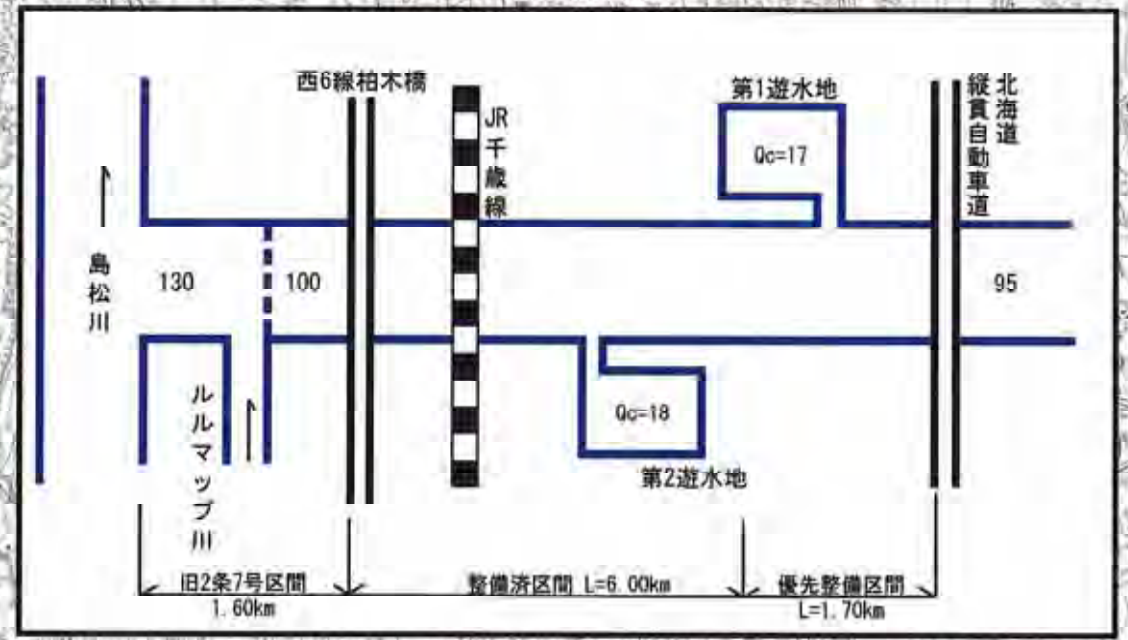 西6線柏木橋
JR千歳線
第1遊水地
Qc=17
北海道
縦貫自動車道
島松川
130
100
95
ルルマップ川
Qc=18
第2遊水地
旧2条7号区間
1.60km
整備済区間 L=6.00km
優先整備区間
L=1.70km